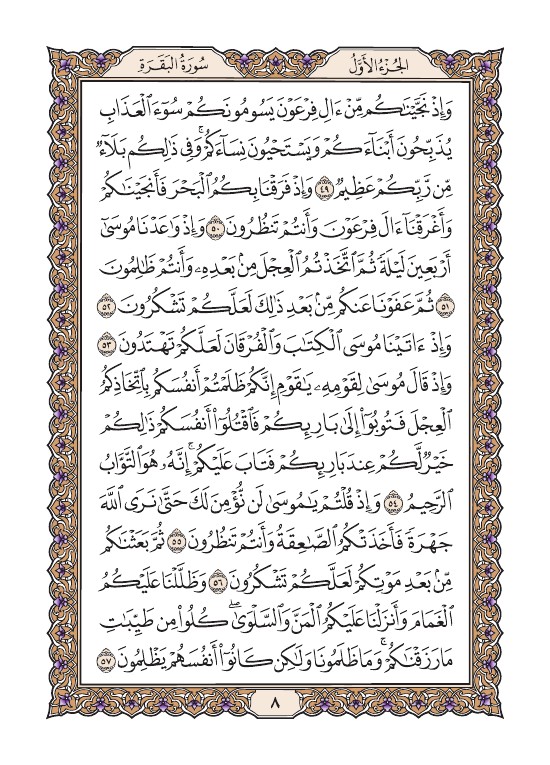 الجُزْءُ الأَوَّلُ
سُورَةُ البَقَرَةِ
وَإِذْ نَجَّيْنَٰكُم مِّنْ ءَالِ فِرْعَوْنَ يَسُومُونَكُمْ سُوٓءَ ٱلْعَذَابِ
يُذَبِّحُونَ أَبْنَآءَكُمْ وَيَسْتَحْيُونَ نِسَآءَكُمْ ۚ وَفِى ذَٰلِكُم بَلَآءٌ
مِّن رَّبِّكُمْ عَظِيمٌ ٤٩ وَإِذْ فَرَقْنَا بِكُمُ ٱلْبَحْرَ فَأَنجَيْنَٰكُمْ
وَأَغْرَقْنَآ ءَالَ فِرْعَوْنَ وَأَنتُمْ تَنظُرُونَ ٥٠ وَإِذْ وَٰعَدْنَا مُوسَىٰٓ
أَرْبَعِينَ لَيْلَةً ثُمَّ ٱتَّخَذْتُمُ ٱلْعِجْلَ مِنۢ بَعْدِهِۦ وَأَنتُمْ ظَٰلِمُونَ
٥١ ثُمَّ عَفَوْنَا عَنكُم مِّنۢ بَعْدِ ذَٰلِكَ لَعَلَّكُمْ تَشْكُرُونَ ٥٢
وَإِذْ ءَاتَيْنَا مُوسَى ٱلْكِتَٰبَ وَٱلْفُرْقَانَ لَعَلَّكُمْ تَهْتَدُونَ ٥٣
وَإِذْ قَالَ مُوسَىٰ لِقَوْمِهِۦ يَٰقَوْمِ إِنَّكُمْ ظَلَمْتُمْ أَنفُسَكُم بِٱتِّخَاذِكُمُ
ٱلْعِجْلَ فَتُوبُوٓا۟ إِلَىٰ بَارِئِكُمْ فَٱقْتُلُوٓا۟ أَنفُسَكُمْ ذَٰلِكُمْ
خَيْرٌ لَّكُمْ عِندَ بَارِئِكُمْ فَتَابَ عَلَيْكُمْ ۚ إِنَّهُۥ هُوَ ٱلتَّوَّابُ
ٱلرَّحِيمُ ٥٤ وَإِذْ قُلْتُمْ يَٰمُوسَىٰ لَن نُّؤْمِنَ لَكَ حَتَّىٰ نَرَى ٱللَّهَ
جَهْرَةً فَأَخَذَتْكُمُ ٱلصَّٰعِقَةُ وَأَنتُمْ تَنظُرُونَ ٥٥ ثُمَّ بَعَثْنَٰكُم
مِّنۢ بَعْدِ مَوْتِكُمْ لَعَلَّكُمْ تَشْكُرُونَ ٥٦ وَظَلَّلْنَا عَلَيْكُمُ
ٱلْغَمَامَ وَأَنزَلْنَا عَلَيْكُمُ ٱلْمَنَّ وَٱلسَّلْوَىٰ ۖ كُلُوا۟ مِن طَيِّبَٰتِ
مَا رَزَقْنَٰكُمْ ۚ وَمَا ظَلَمُونَا وَلَٰكِن كَانُوٓا۟ أَنفُسَهُمْ يَظْلِمُونَ ٥٧
٨